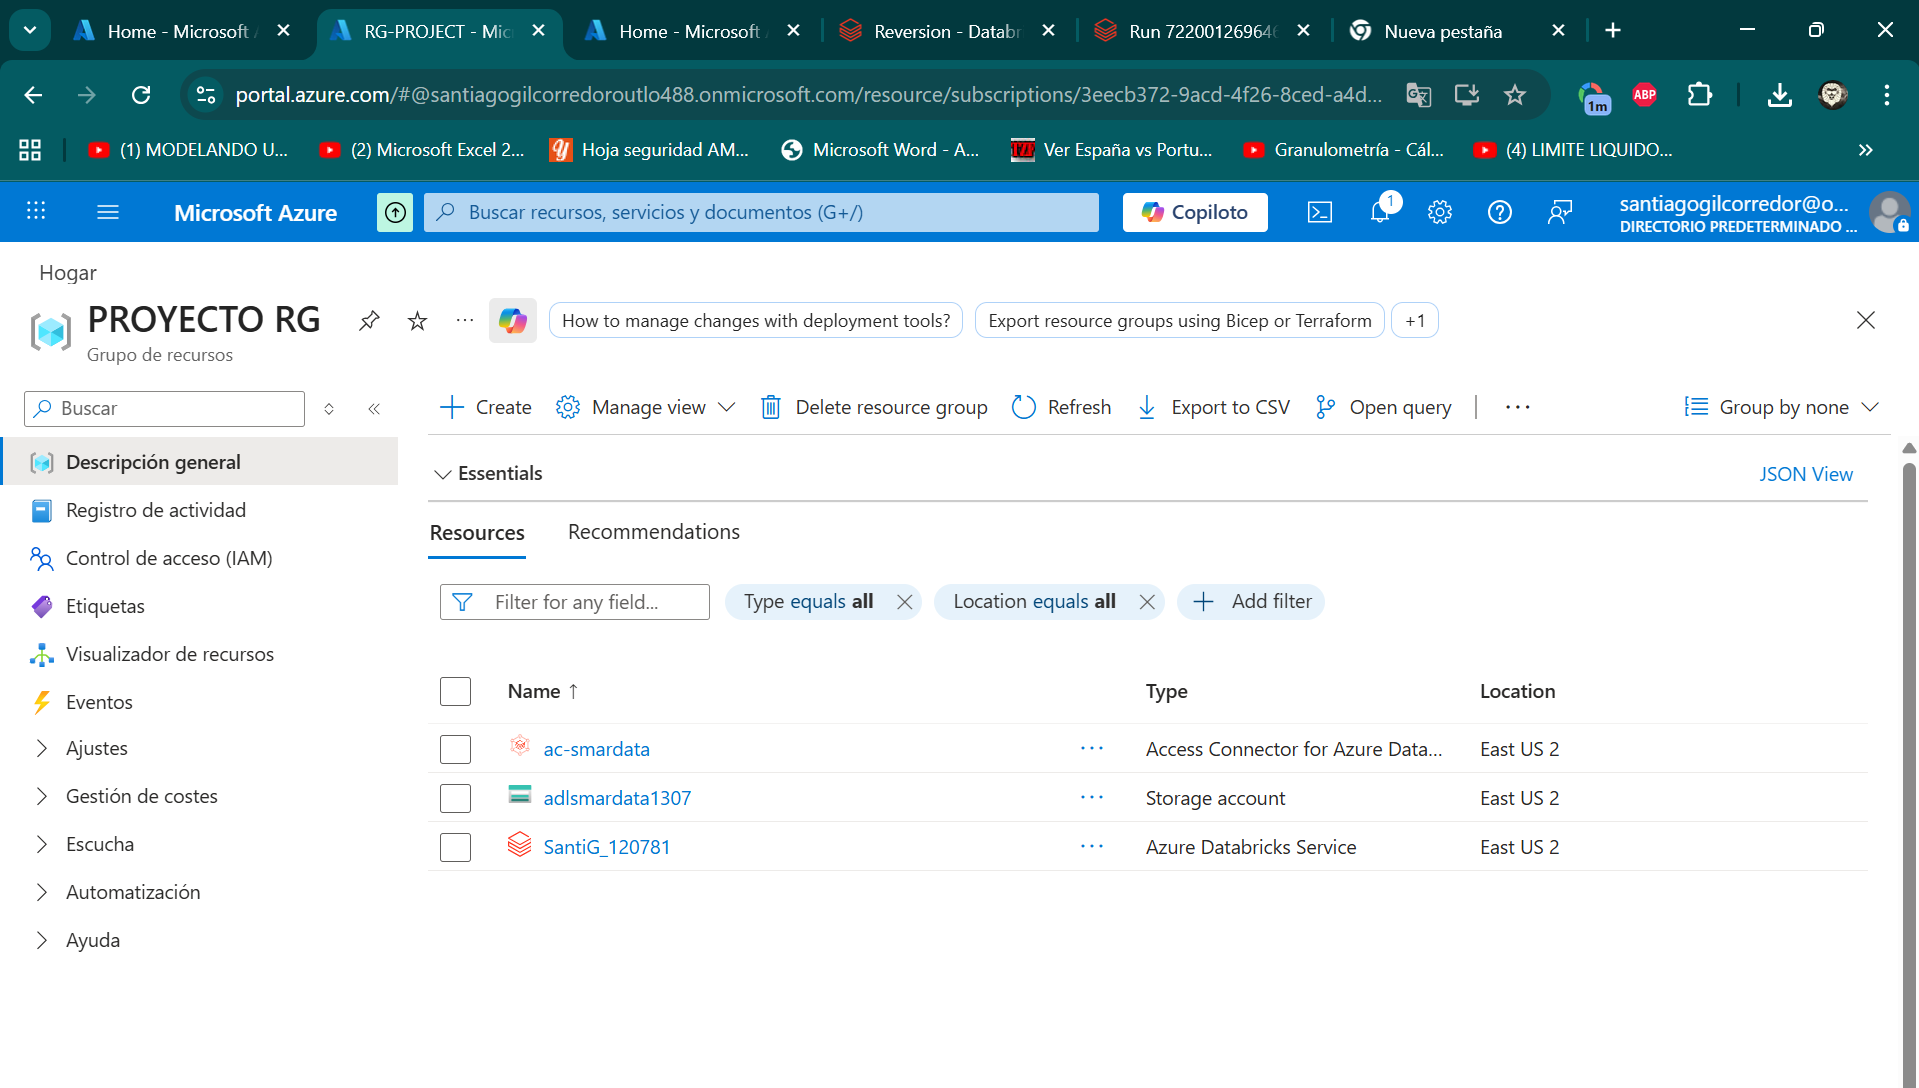 Home - Microsoft
RG-PROJECT - Mic
Home - Microsoft
Reversion - Databr
Run 722001269646
Nueva pestaña
portal.azure.com/#@santiagogilcorredoroutlo488.onmicrosoft.com/resource/subscriptions/3eecb372-9acd-4f26-8ced-a4d...
1m
ABP
(1) MODELANDO U...
(2) Microsoft Excel 2...
Hoja seguridad AM...
Microsoft Word - A...
Ver España vs Portu...
Granulometría - Cál...
(4) LIMITE LIQUIDO...
Microsoft Azure
Buscar recursos, servicios y documentos (G+/)
Copiloto
1
santiagogilcorredor@o...
DIRECTORIO PREDETERMINADO ...
Hogar
PROYECTO RG
Grupo de recursos
How to manage changes with deployment tools?
Export resource groups using Bicep or Terraform
+1
Buscar
Create
Manage view
Delete resource group
Refresh
Export to CSV
Open query
Group by none
Descripción general
Registro de actividad
Control de acceso (IAM)
Etiquetas
Visualizador de recursos
Eventos
Ajustes
Gestión de costes
Escucha
Automatización
Ayuda
Essentials
JSON View
Resources
Recommendations
Filter for any field...
Type equals all
Location equals all
Add filter
Name ↑ Type Location
ac-smardata ... Access Connector for Azure Data... East US 2
adlsmardata1307 ... Storage account East US 2
SantiG_120781 ... Azure Databricks Service East US 2